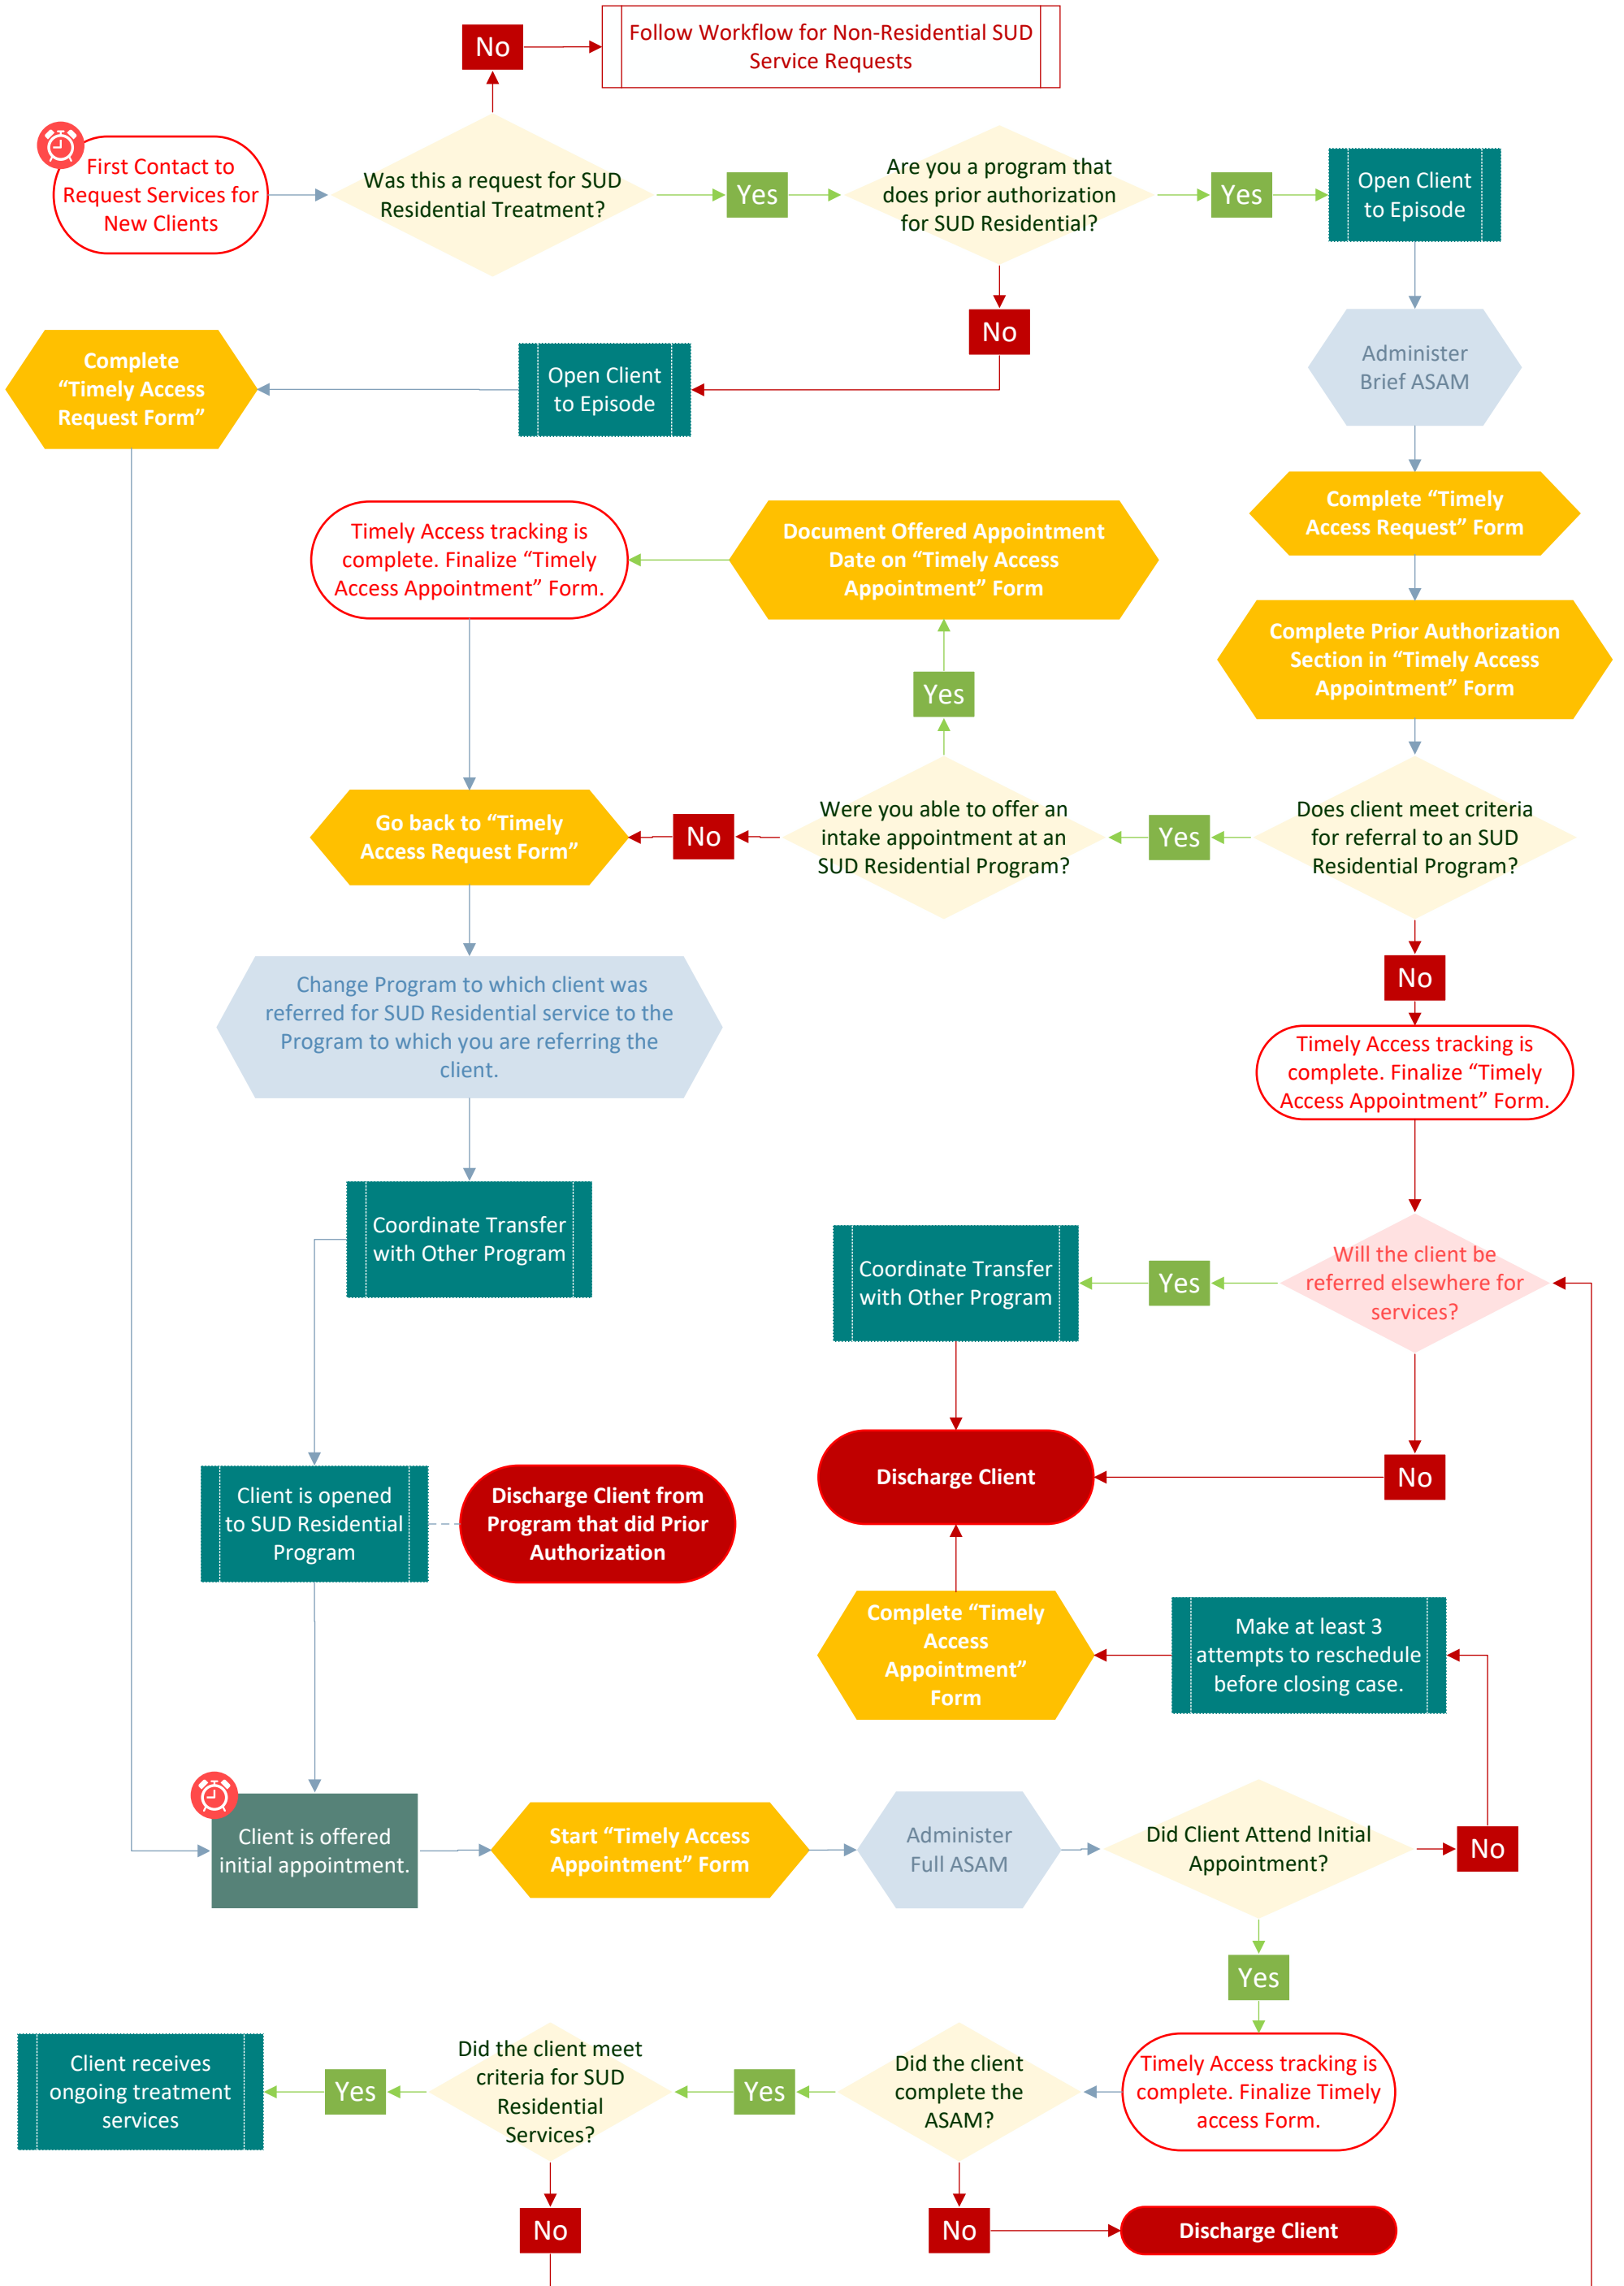 No
Follow Workflow for Non-Residential SUD
Service Requests
First Contact to
Request Services for
New Clients
Was this a request for SUD
Residential Treatment?
Yes
Are you a program that
does prior authorization
for SUD Residential?
Yes
Open Client
to Episode
No
Complete
“Timely Access
Request Form”
Open Client
to Episode
Administer
Brief ASAM
Complete “Timely
Access Request” Form
Timely Access tracking is
complete. Finalize “Timely
Access Appointment” Form.
Document Offered Appointment
Date on “Timely Access
Appointment” Form
Complete Prior Authorization
Section in “Timely Access
Appointment” Form
Yes
Go back to “Timely
Access Request Form”
No
Were you able to offer an
intake appointment at an
SUD Residential Program?
Yes
Does client meet criteria
for referral to an SUD
Residential Program?
No
Change Program to which client was
referred for SUD Residential service to the
Program to which you are referring the
client.
Timely Access tracking is
complete. Finalize “Timely
Access Appointment” Form.
Coordinate Transfer
with Other Program
Coordinate Transfer
with Other Program
Yes
Will the client be
referred elsewhere for
services?
Discharge Client
No
Client is opened
to SUD Residential
Program
Discharge Client from
Program that did Prior
Authorization
Complete “Timely
Access
Appointment”
Form
Make at least 3
attempts to reschedule
before closing case.
Client is offered
initial appointment.
Start “Timely Access
Appointment” Form
Administer
Full ASAM
Did Client Attend Initial
Appointment?
No
Yes
Client receives
ongoing treatment
services
Yes
Did the client meet
criteria for SUD
Residential
Services?
Yes
Did the client
complete the
ASAM?
Timely Access tracking is
complete. Finalize Timely
access Form.
No
No
Discharge Client